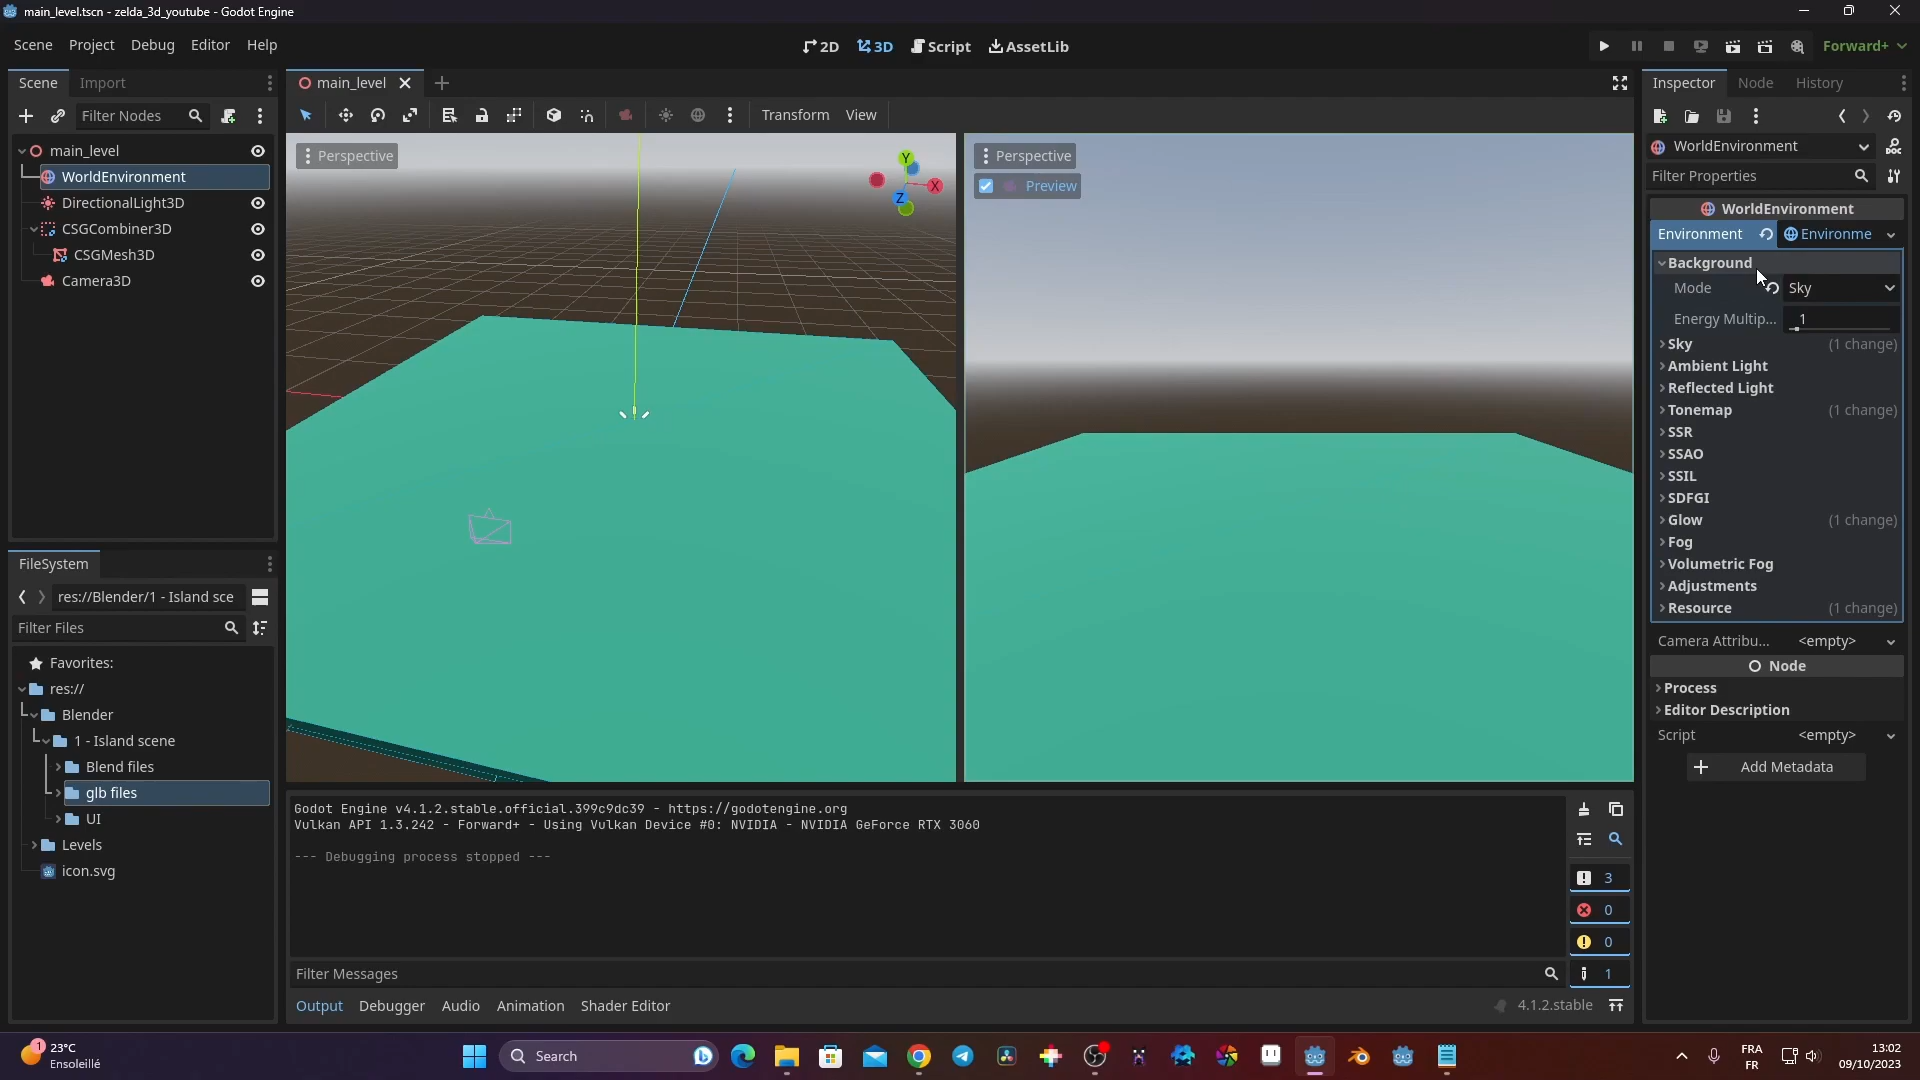 main_level.tscn - zelda_3d_youtube - Godot Engine
Scene Project Debug Editor Help
2D 3D Script AssetLib
Forward+
Scene Import
Filter Nodes
main_level
WorldEnvironment
DirectionalLight3D
CSGCombiner3D
CSGMesh3D
Camera3D
FileSystem
res://Blender/1 - Island sce
Filter Files
Favorites:
res://
Blender
1 - Island scene
Blend files
glb files
UI
Levels
icon.svg
main_level
Transform View
Perspective
Y
X
Z
Perspective
Preview
Godot Engine v4.1.2.stable.official.399c9dc39 - https://godotengine.org
Vulkan API 1.3.242 - Forward+ - Using Vulkan Device #0: NVIDIA - NVIDIA GeForce RTX 3060
--- Debugging process stopped ---
3
0
0
1
Filter Messages
Output Debugger Audio Animation Shader Editor
4.1.2.stable
Inspector Node History
WorldEnvironment
Filter Properties
WorldEnvironment
Environment Environme
Background
Mode Sky
Energy Multip... 1
Sky (1 change)
Ambient Light
Reflected Light
Tonemap (1 change)
SSR
SSAO
SSIL
SDFGI
Glow (1 change)
Fog
Volumetric Fog
Adjustments
Resource (1 change)
Camera Attribu... <empty>
Node
Process
Editor Description
Script <empty>
Add Metadata
1
23°C
Ensoleillé
Search
FRA
FR
13:02
09/10/2023